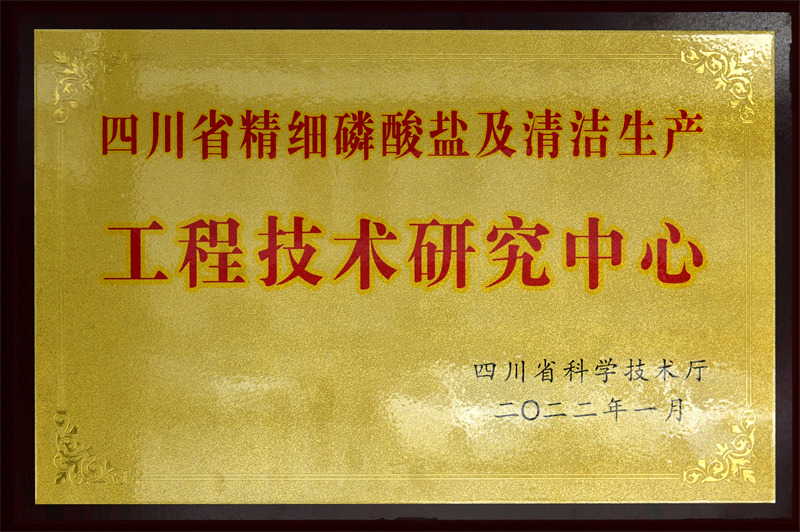 四川省精细磷酸盐及清洁生产
工程技术研究中心
四川省科学技术厅
二〇二二年一月